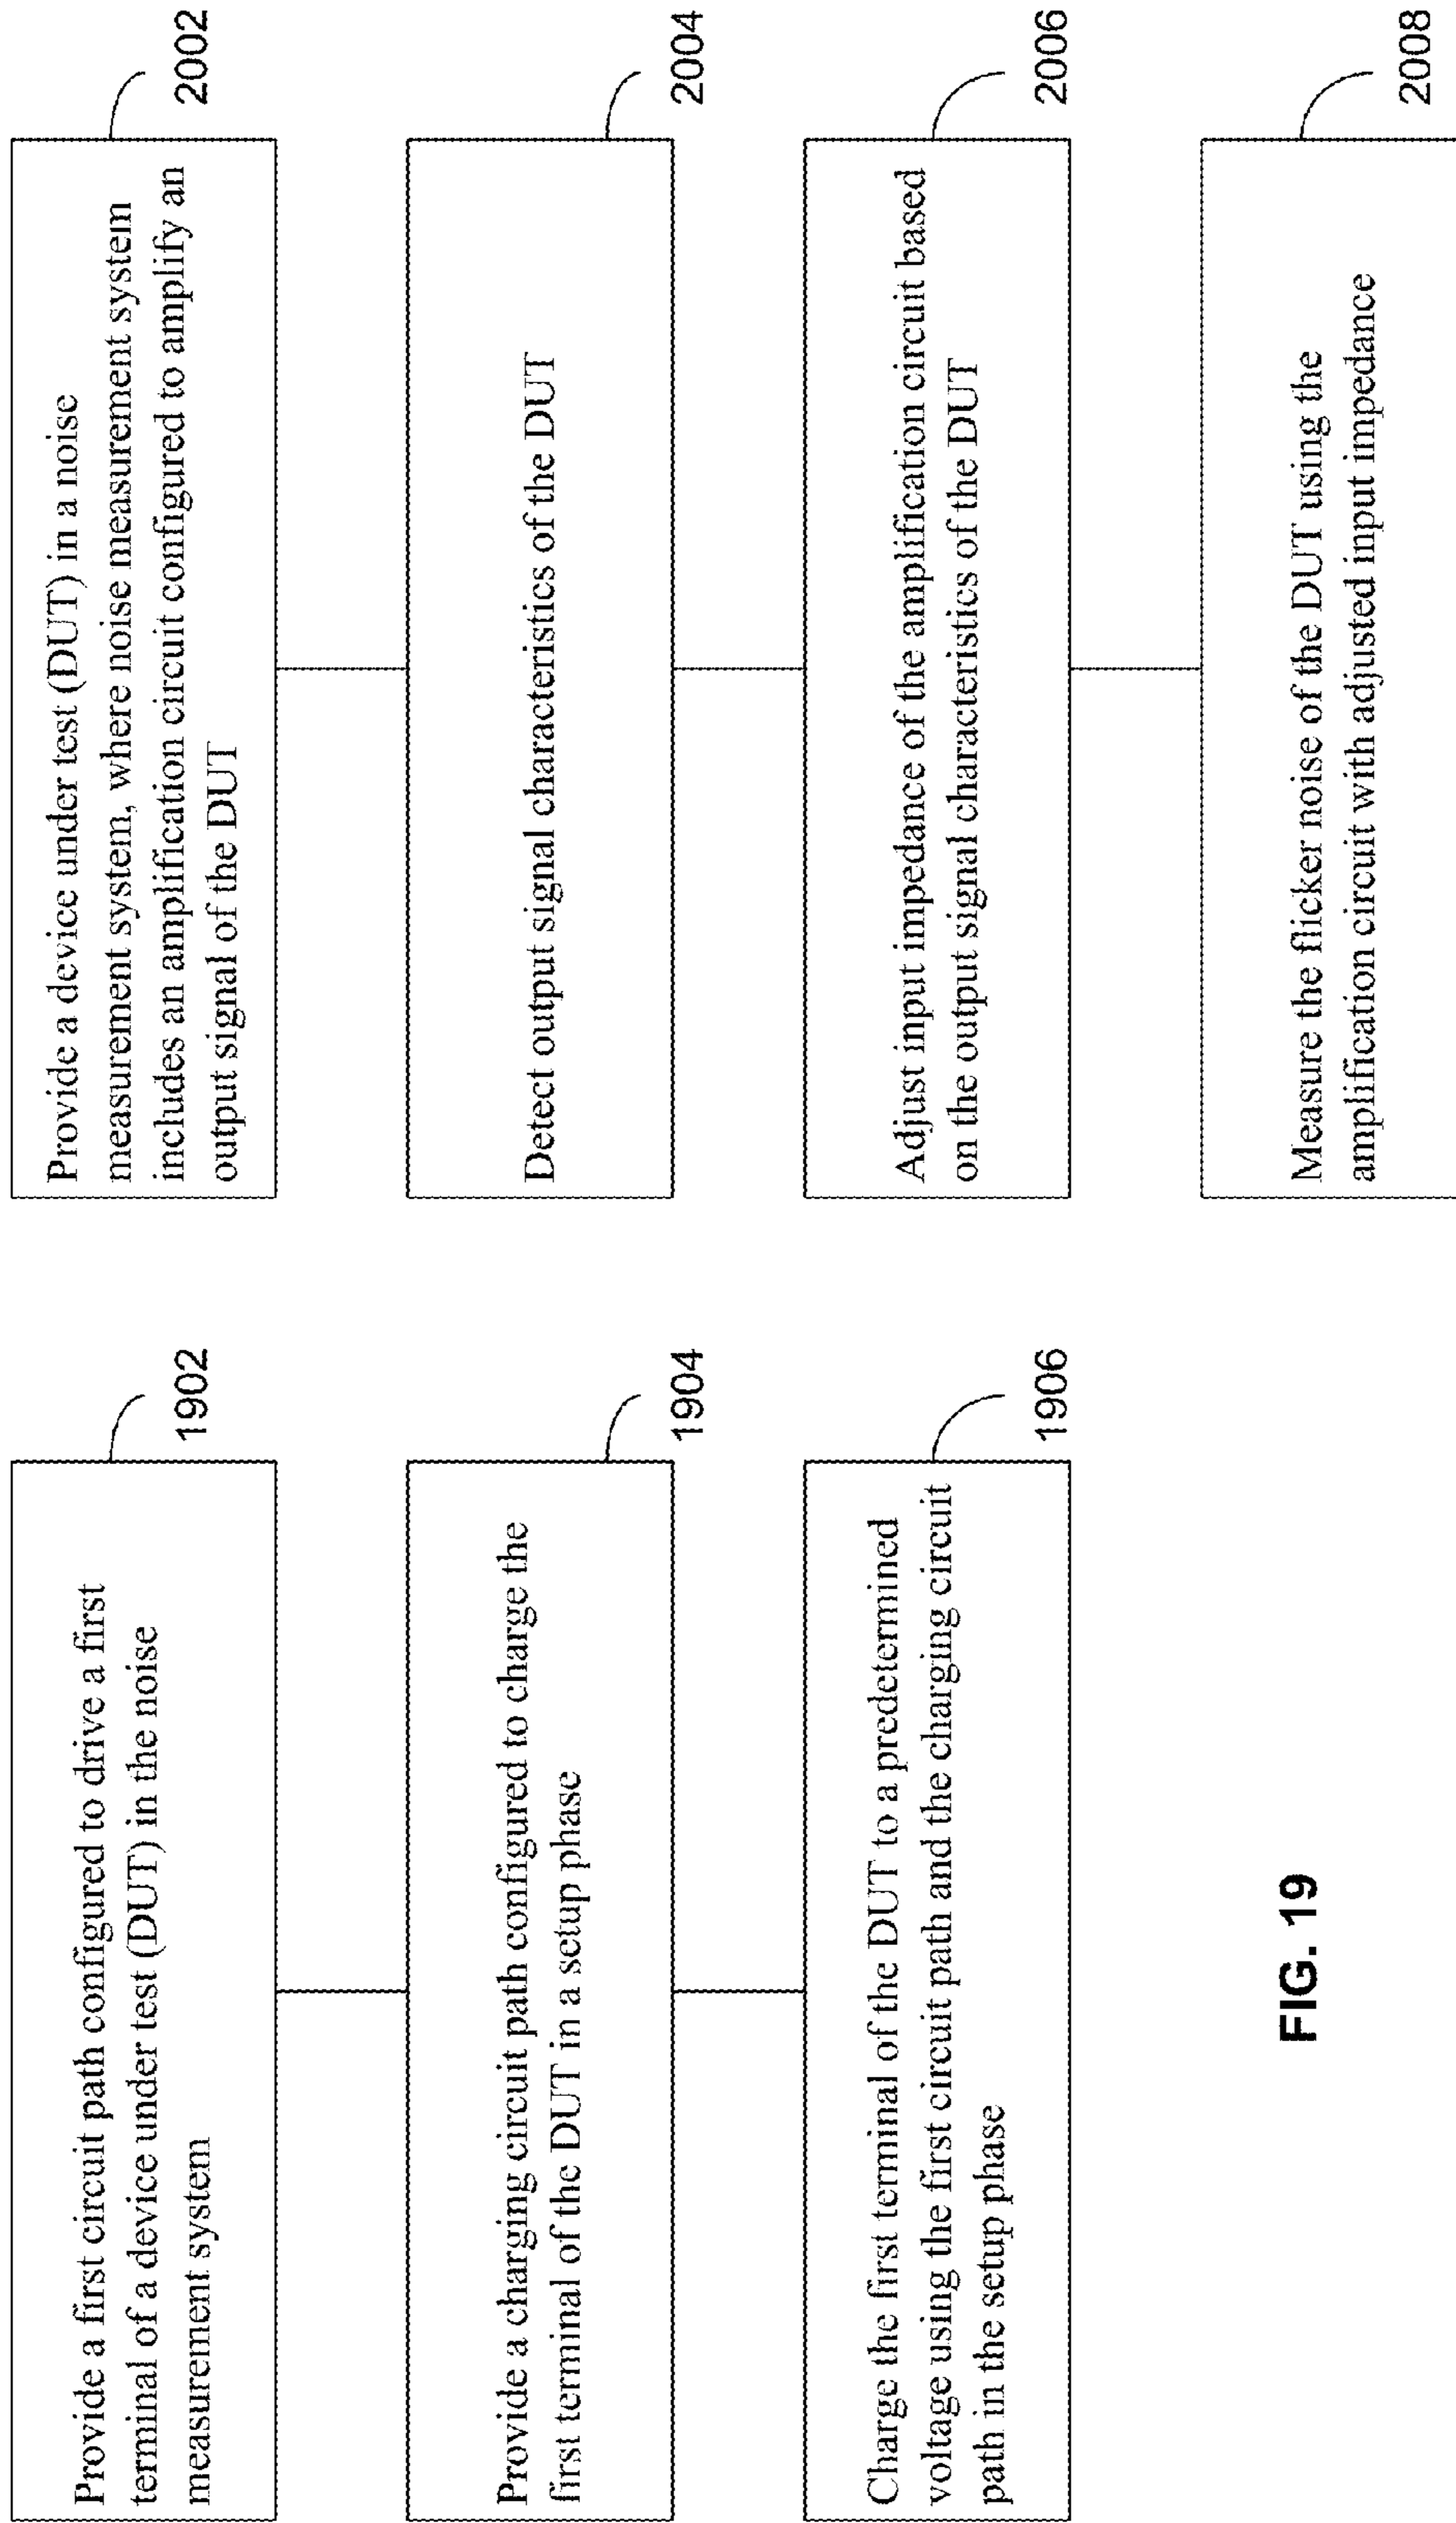 Provide a first circuit path configured to drive a first
terminal of a device under test (DUT) in the noise
measurement system
1902
Provide a charging circuit path configured to charge the
first terminal of the DUT in a setup phase
1904
Charge the first terminal of the DUT to a predetermined
voltage using the first circuit path and the charging circuit
path in the setup phase
1906
FIG. 19
Provide a device under test (DUT) in a noise
measurement system, where noise measurement system
includes an amplification circuit configured to amplify an
output signal of the DUT
2002
Detect output signal characteristics of the DUT
2004
Adjust input impedance of the amplification circuit based
on the output signal characteristics of the DUT
2006
Measure the flicker noise of the DUT using the
amplification circuit with adjusted input impedance
2008